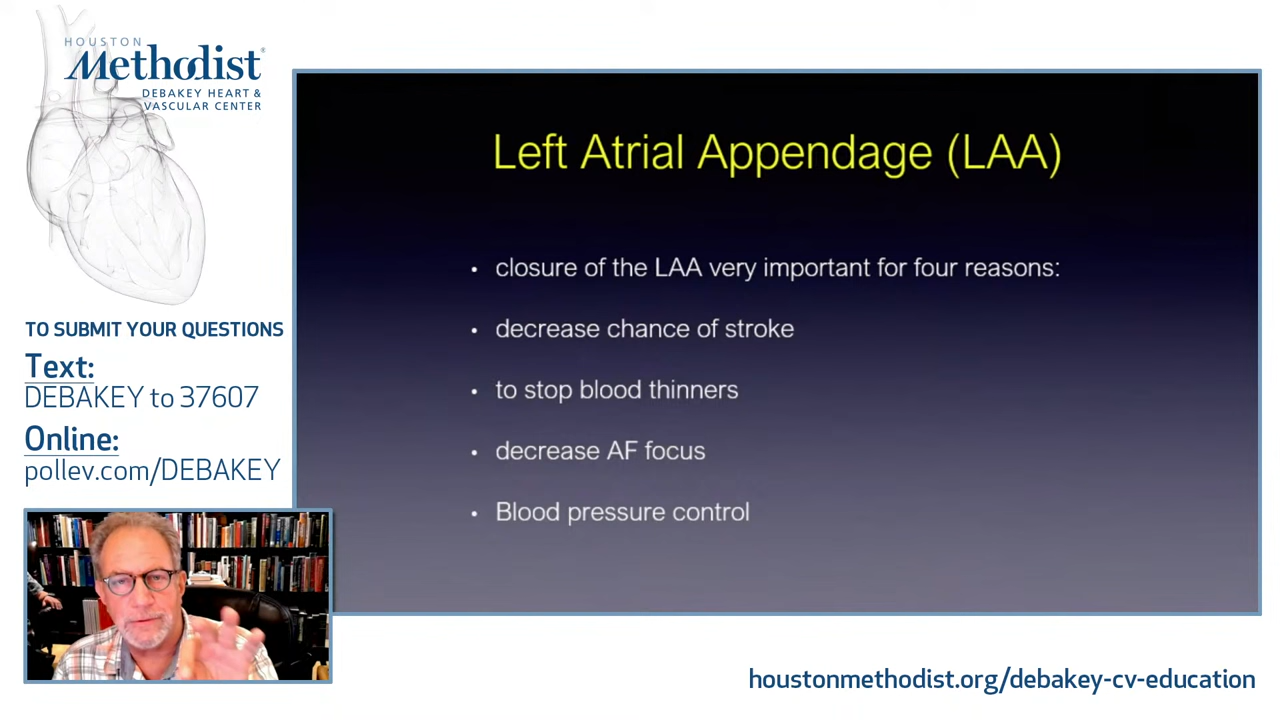 HOUSTON
Methodist®
DEBAKEY HEART &
VASCULAR CENTER
TO SUBMIT YOUR QUESTIONS
Text:
DEBAKEY to 37607
Online:
pollev.com/DEBAKEY
Left Atrial Appendage (LAA)
• closure of the LAA very important for four reasons:
• decrease chance of stroke
• to stop blood thinners
• decrease AF focus
• Blood pressure control
houstonmethodist.org/debakey-cv-education